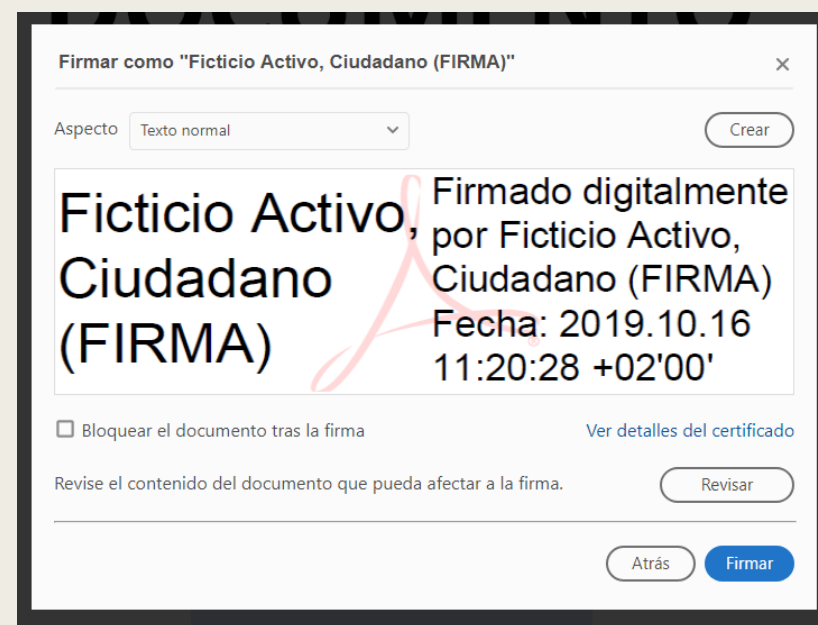 DOCUMENTO
Firmar como "Ficticio Activo, Ciudadano (FIRMA)"
Aspecto Texto normal Crear
Ficticio Activo,
Ciudadano
(FIRMA)
Firmado digitalmente
por Ficticio Activo,
Ciudadano (FIRMA)
Fecha: 2019.10.16
11:20:28 +02'00'
Bloquear el documento tras la firma Ver detalles del certificado
Revise el contenido del documento que pueda afectar a la firma. Revisar
Atrás Firmar